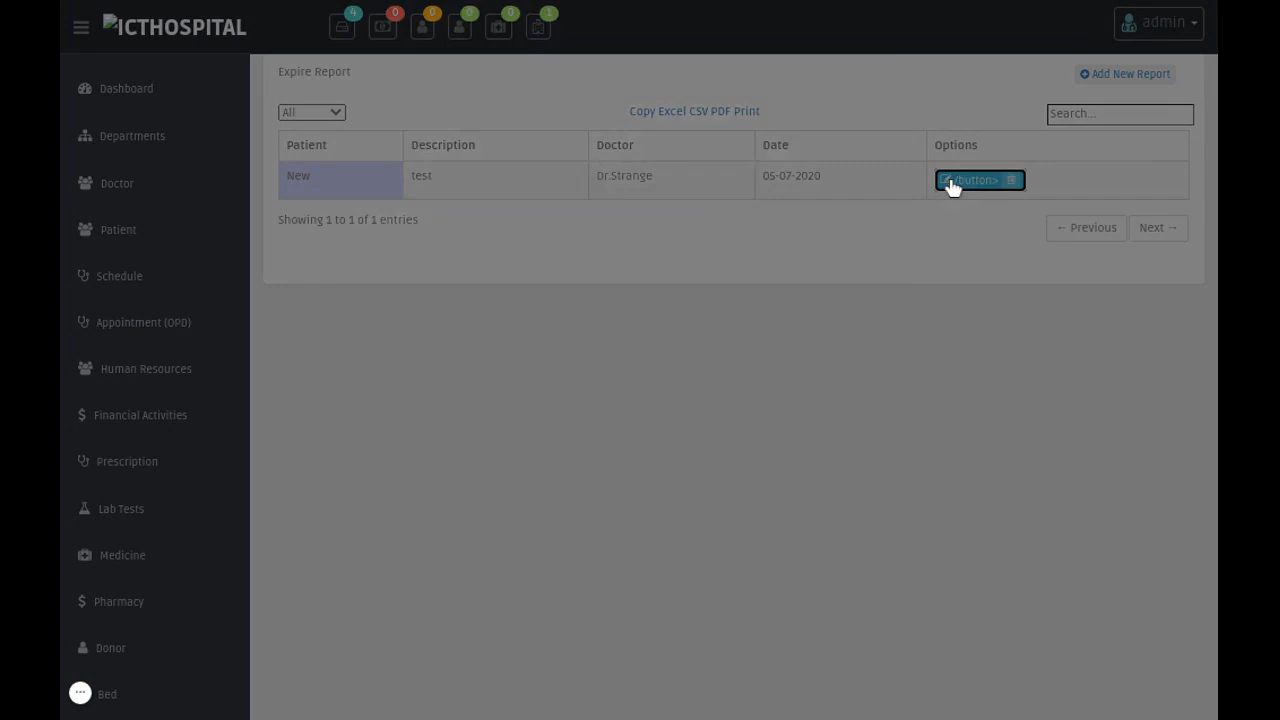 ICTHOSPITAL
4 0 0 0 0 1
admin
Expire Report
Add New Report
All
Copy Excel CSV PDF Print
Search...
Patient Description Doctor Date Options
New test Dr.Strange 05-07-2020 /button>
Showing 1 to 1 of 1 entries
← Previous Next →
Dashboard
Departments
Doctor
Patient
Schedule
Appointment (OPD)
Human Resources
Financial Activities
Prescription
Lab Tests
Medicine
Pharmacy
Donor
Bed